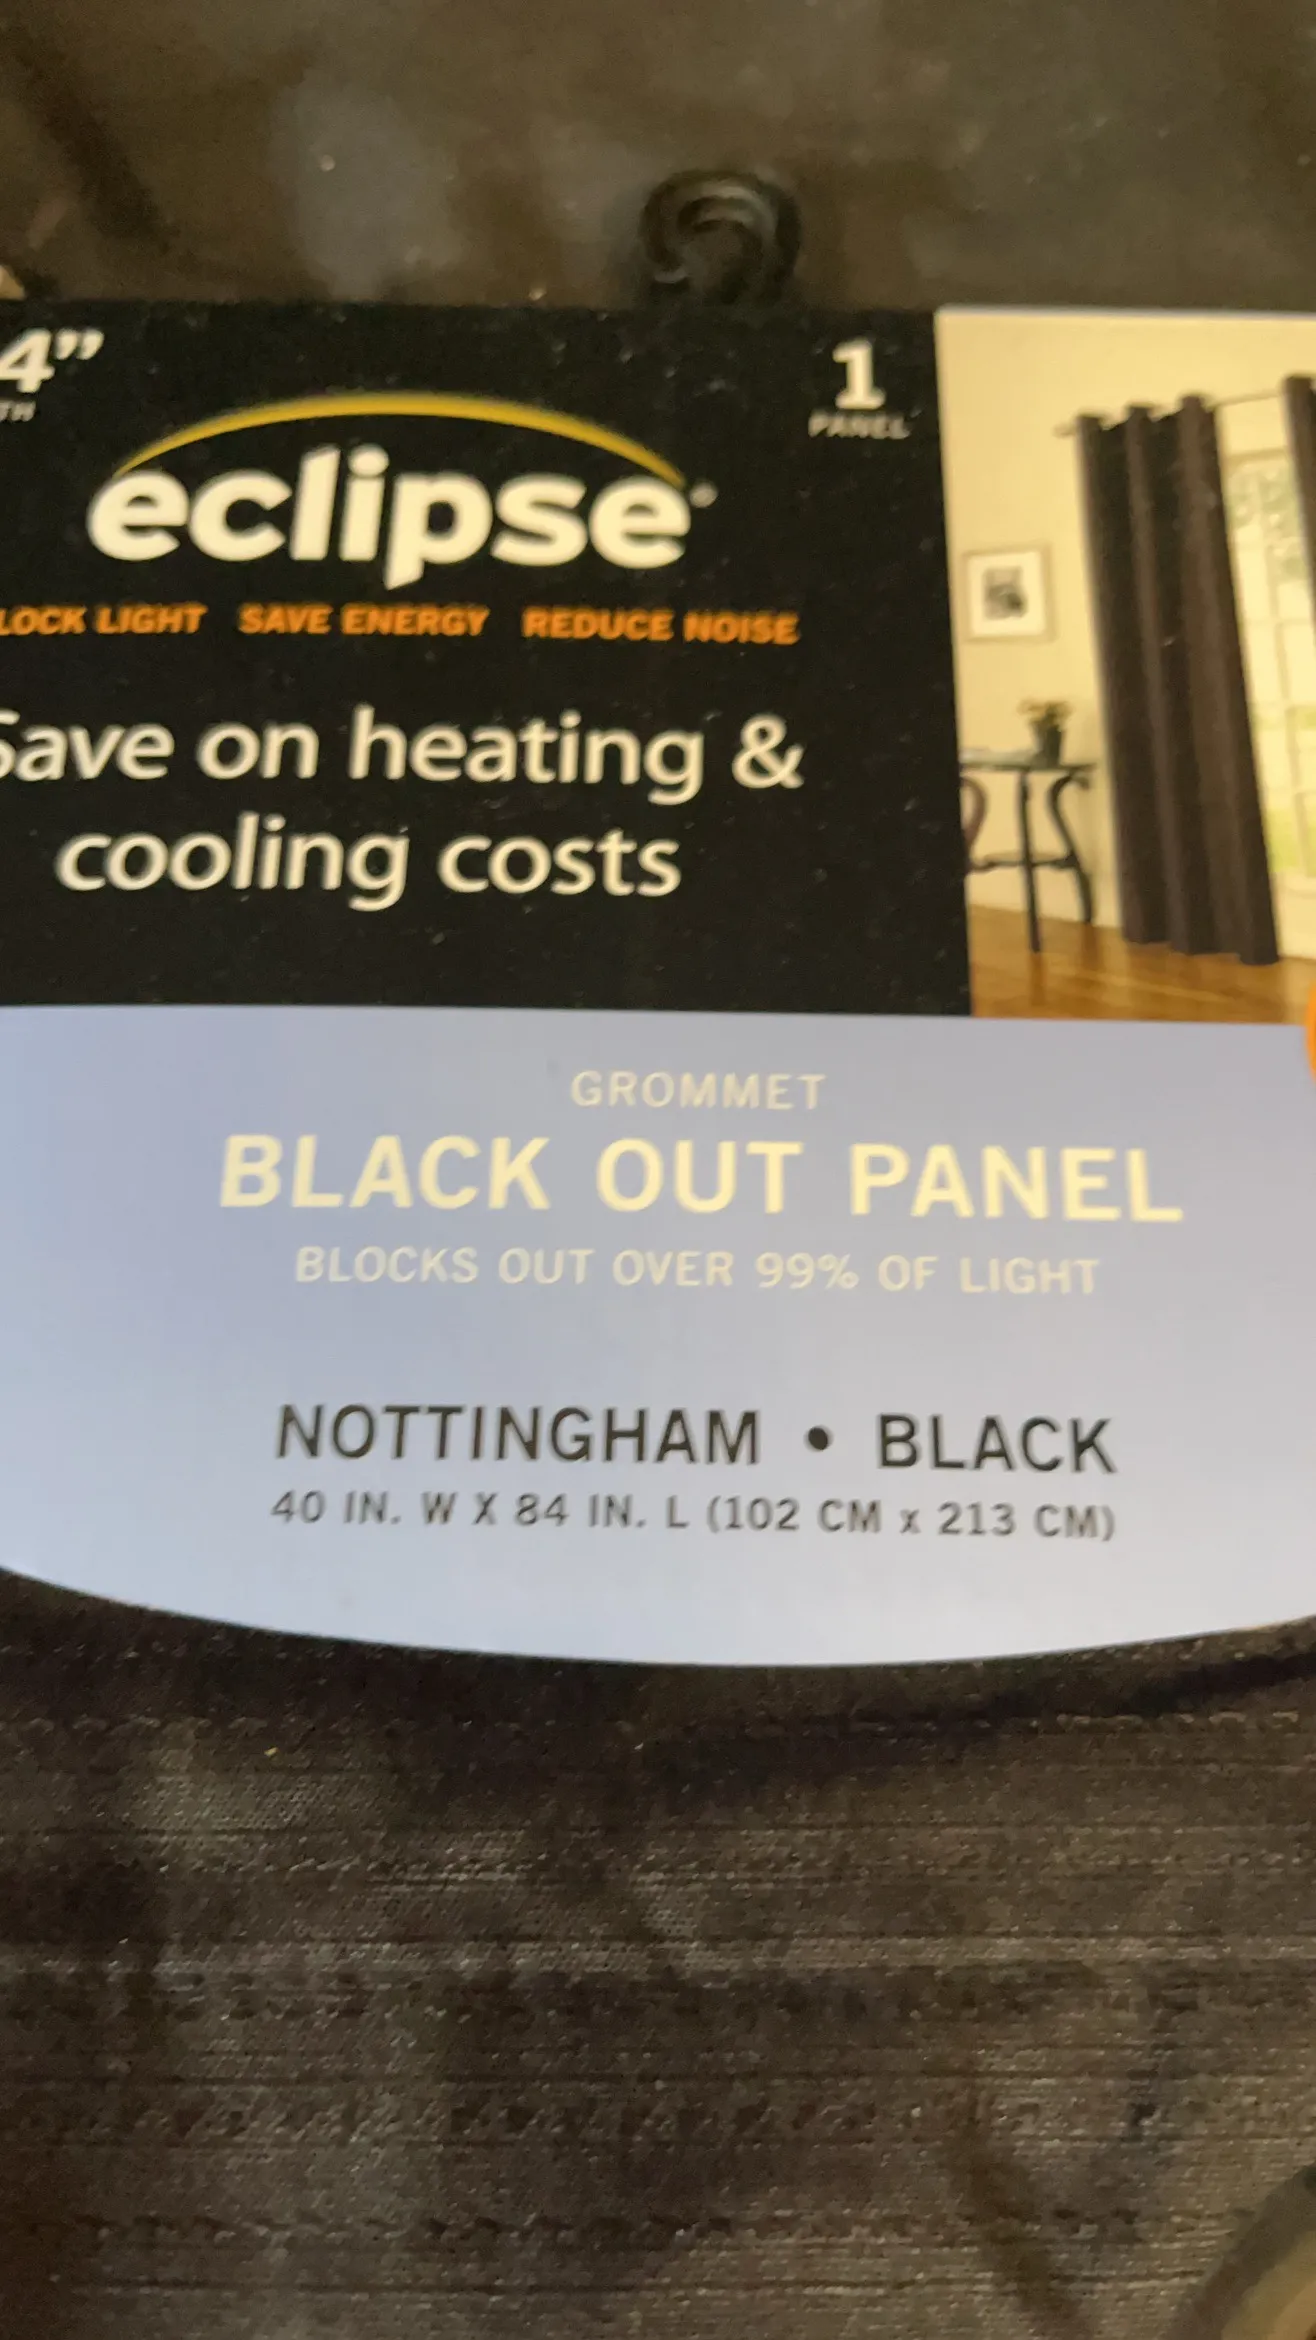 4”
TH
1
PANEL
eclipse®
LOCK LIGHT SAVE ENERGY REDUCE NOISE
Save on heating &
cooling costs
GROMMET
BLACK OUT PANEL
BLOCKS OUT OVER 99% OF LIGHT
NOTTINGHAM • BLACK
40 IN. W X 84 IN. L (102 CM x 213 CM)